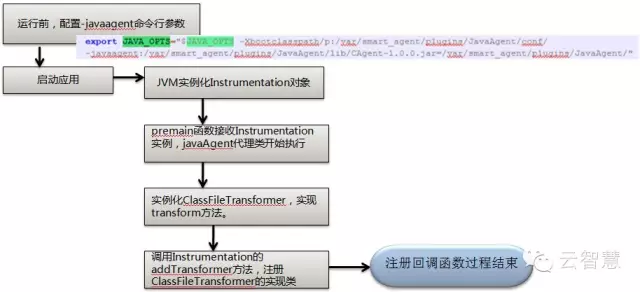 运行前，配置-javaagent命令行参数
export JAVA_OPTS="$JAVA_OPTS -Xbootclasspath/p:/var/smart_agent/plugins/JavaAgent/conf/
-javaagent:/var/smart_agent/plugins/JavaAgent/lib/CAgent-1.0.0.jar=/var/smart_agent/plugins/JavaAgent/"
启动应用
JVM实例化Instrumentation对象
premain函数接收Instrumentation
实例，javaAgent代理类开始执行
实例化ClassFileTransformer，实现
transform方法。
调用Instrumentation的
addTransformer方法，注册
ClassFileTransformer的实现类
注册回调函数过程结束
云智慧